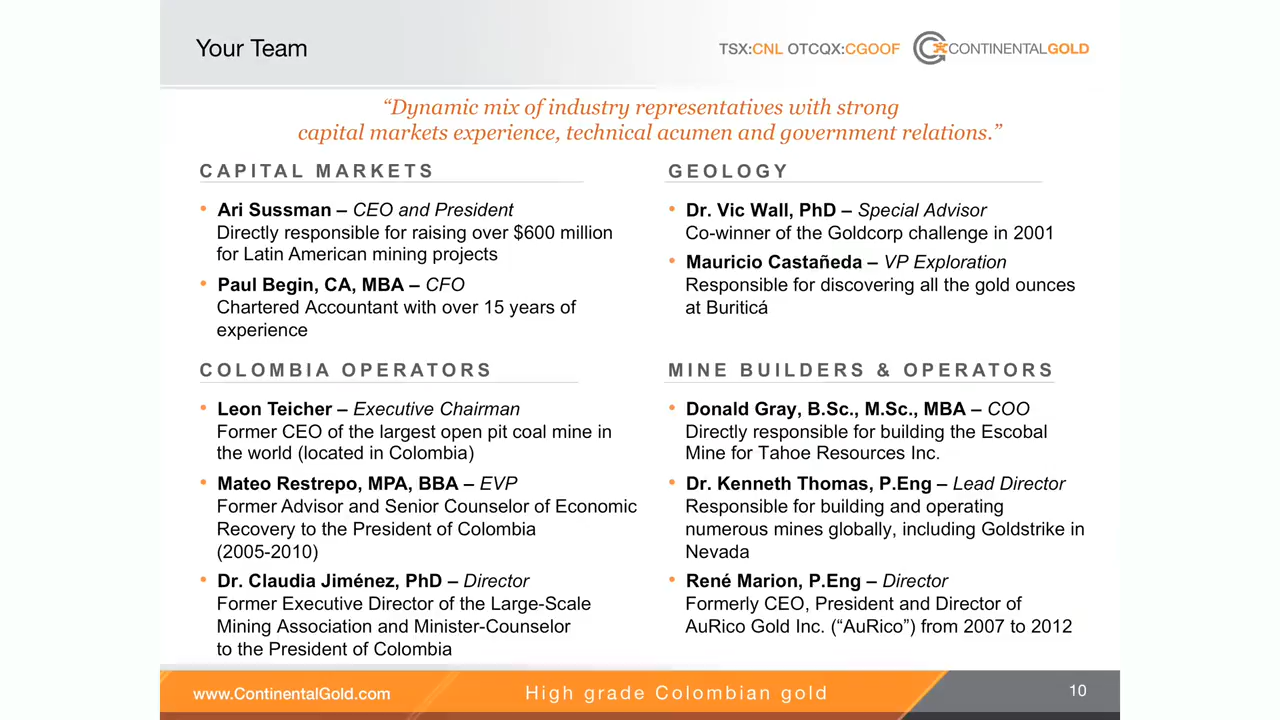 Your Team
TSX:CNL OTCQX:CGOOF
CONTINENTALGOLD
“Dynamic mix of industry representatives with strong
capital markets experience, technical acumen and government relations.”
CAPITAL MARKETS
• Ari Sussman – CEO and President
Directly responsible for raising over $600 million
for Latin American mining projects
• Paul Begin, CA, MBA – CFO
Chartered Accountant with over 15 years of
experience
GEOLOGY
• Dr. Vic Wall, PhD – Special Advisor
Co-winner of the Goldcorp challenge in 2001
• Mauricio Castañeda – VP Exploration
Responsible for discovering all the gold ounces
at Buriticá
COLOMBIA OPERATORS
• Leon Teicher – Executive Chairman
Former CEO of the largest open pit coal mine in
the world (located in Colombia)
• Mateo Restrepo, MPA, BBA – EVP
Former Advisor and Senior Counselor of Economic
Recovery to the President of Colombia
(2005-2010)
• Dr. Claudia Jiménez, PhD – Director
Former Executive Director of the Large-Scale
Mining Association and Minister-Counselor
to the President of Colombia
MINE BUILDERS & OPERATORS
• Donald Gray, B.Sc., M.Sc., MBA – COO
Directly responsible for building the Escobal
Mine for Tahoe Resources Inc.
• Dr. Kenneth Thomas, P.Eng – Lead Director
Responsible for building and operating
numerous mines globally, including Goldstrike in
Nevada
• René Marion, P.Eng – Director
Formerly CEO, President and Director of
AuRico Gold Inc. (“AuRico”) from 2007 to 2012
www.ContinentalGold.com
High grade Colombian gold
10